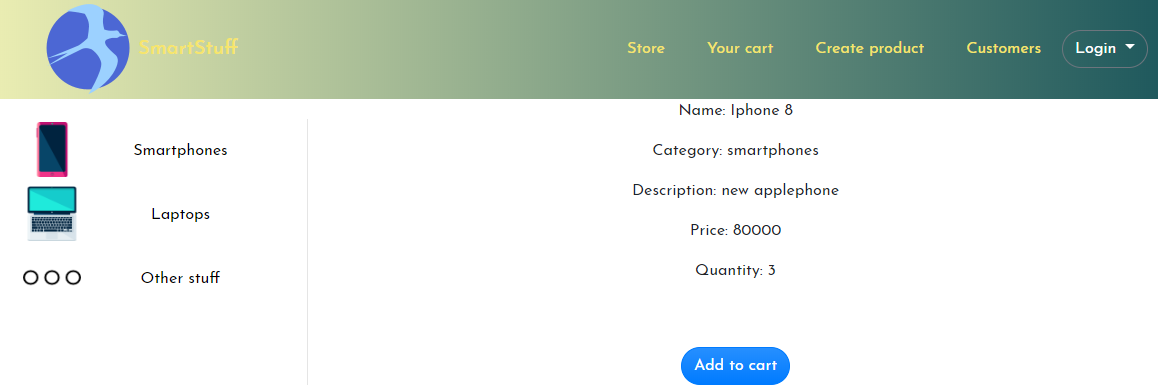 SmartStuff
Store
Your cart
Create product
Customers
Login
Smartphones
Laptops
Other stuff
Name: Iphone 8
Category: smartphones
Description: new applephone
Price: 80000
Quantity: 3
Add to cart